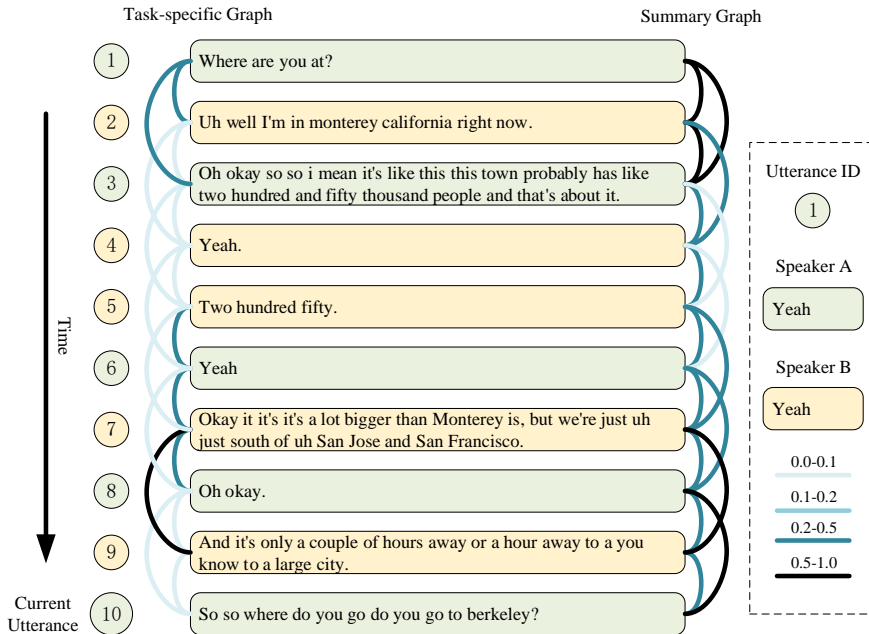 Task-specific Graph
Summary Graph
1
Where are you at?
2
Uh well I'm in monterey california right now.
3
Oh okay so so i mean it's like this this town probably has like
two hundred and fifty thousand people and that's about it.
4
Yeah.
5
Two hundred fifty.
6
Yeah
7
Okay it it's it's a lot bigger than Monterey is, but we're just uh
just south of uh San Jose and San Francisco.
8
Oh okay.
9
And it's only a couple of hours away or a hour away to a you
know to a large city.
Current
Utterance
10
So so where do you go do you go to berkeley?
Time
Utterance ID
1
Speaker A
Yeah
Speaker B
Yeah
0.0-0.1
0.1-0.2
0.2-0.5
0.5-1.0